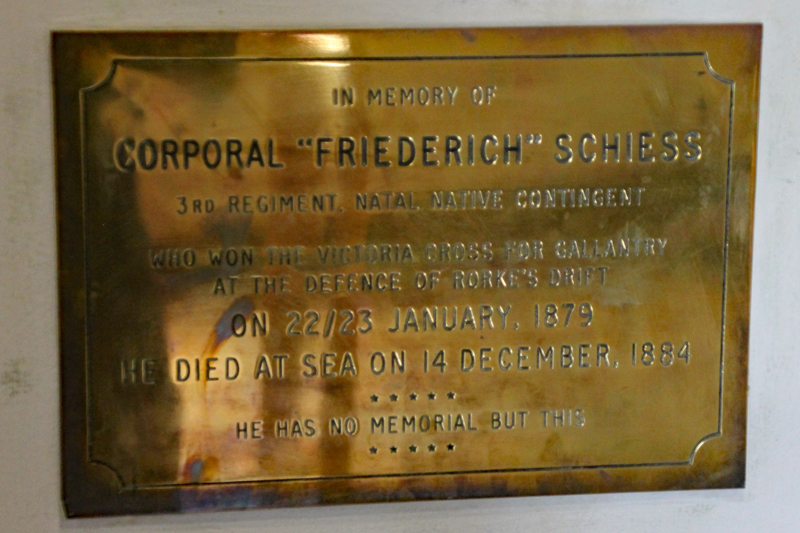 IN MEMORY OF
CORPORAL "FRIEDERICH" SCHIESS
3RD REGIMENT, NATAL NATIVE CONTINGENT
WHO WON THE VICTORIA CROSS FOR GALLANTRY
AT THE DEFENCE OF RORKE'S DRIFT
ON 22/23 JANUARY, 1879
HE DIED AT SEA ON 14 DECEMBER, 1884
★★★★★
HE HAS NO MEMORIAL BUT THIS
★★★★★